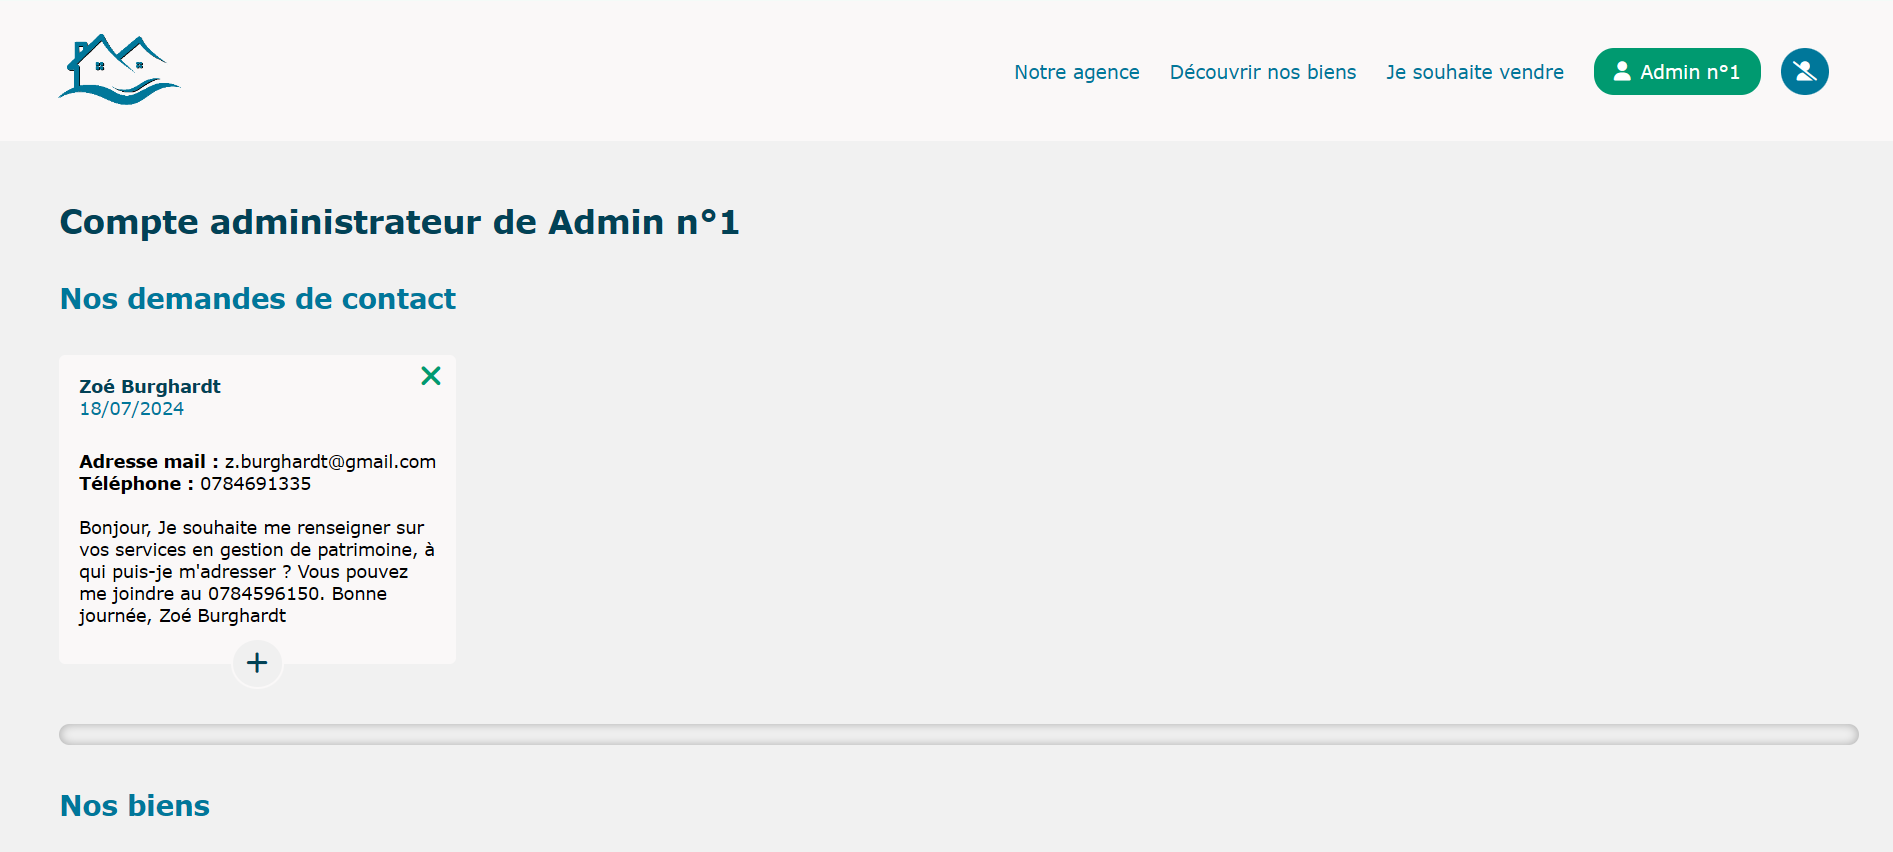 Notre agence
Découvrir nos biens
Je souhaite vendre
Admin n°1
Compte administrateur de Admin n°1
Nos demandes de contact
Zoé Burghardt
18/07/2024
Adresse mail : z.burghardt@gmail.com
Téléphone : 0784691335
Bonjour, Je souhaite me renseigner sur
vos services en gestion de patrimoine, à
qui puis-je m'adresser ? Vous pouvez
me joindre au 0784596150. Bonne
journée, Zoé Burghardt
Nos biens